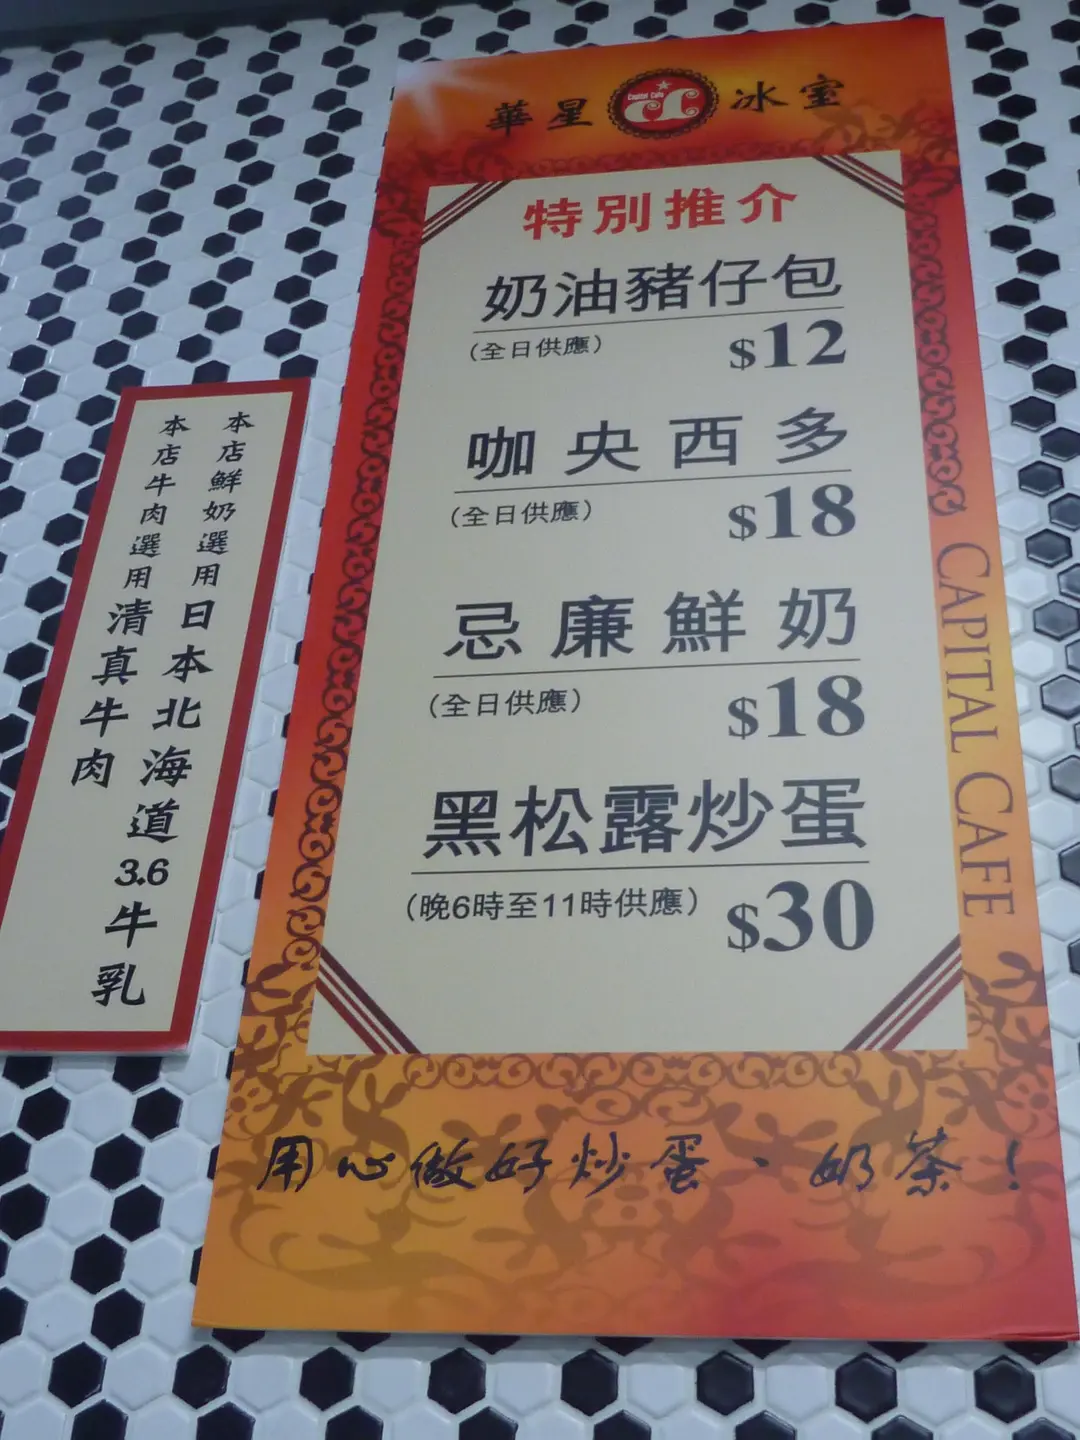 華星 Capital Cafe 冰室
特別推介
奶油豬仔包
(全日供應) $12
咖央西多
(全日供應) $18
忌廉鮮奶
(全日供應) $18
黑松露炒蛋
(晚6時至11時供應) $30
CAPITAL CAFE
用心做好炒蛋、奶茶!
本店鮮奶選用日本北海道3.6牛乳
本店牛肉選用清真牛肉